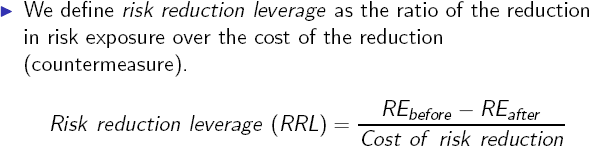 ▶ We define risk reduction leverage as the ratio of the reduction
in risk exposure over the cost of the reduction
(countermeasure).
Risk reduction leverage (RRL) = \frac{RE_{before} − RE_{after}}{Cost of risk reduction}